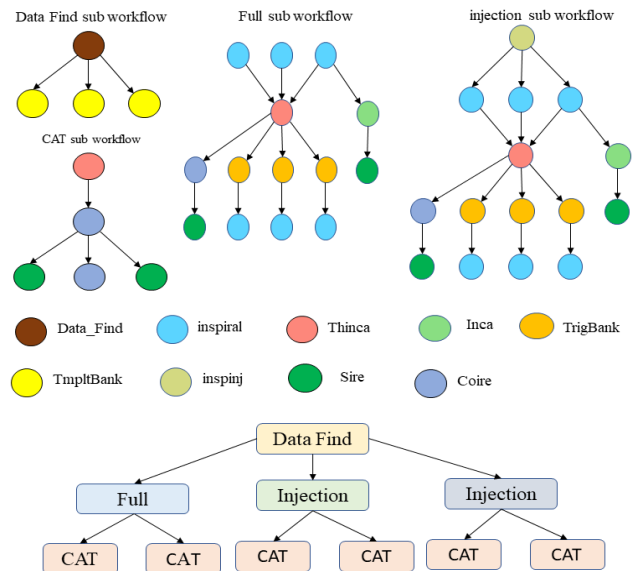 Data Find sub workflow
Full sub workflow
injection sub workflow
CAT sub workflow
Data_Find
inspiral
Thinca
Inca
TrigBank
TmpltBank
inspinj
Sire
Coire
Data Find
Full
Injection
Injection
CAT
CAT
CAT
CAT
CAT
CAT